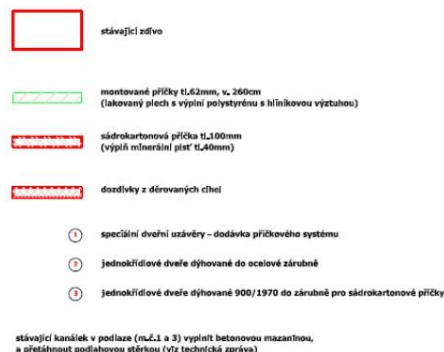 stávající zdivo
montované příčky tl.62mm, v. 260cm
(lakovaný plech s výplní polystyrénu s hliníkovou výztuhou)
sádrokartonová příčka tl.100mm
(výplň minerální plsť tl.40mm)
dozdívky z děrovaných cihel
1 speciální dveřní uzávěry - dodávka příčkového systému
2 jednokřídlové dveře dýhované do ocelové zárubně
3 jednokřídlové dveře dýhované 900/1970 do zárubně pro sádrokartonové příčky
stávající kanálek v podlaze (m.č.1 a 3) vyplnit betonovou mazaninou,
a přetáhnout podlahovou stěrkou (viz technická zpráva)